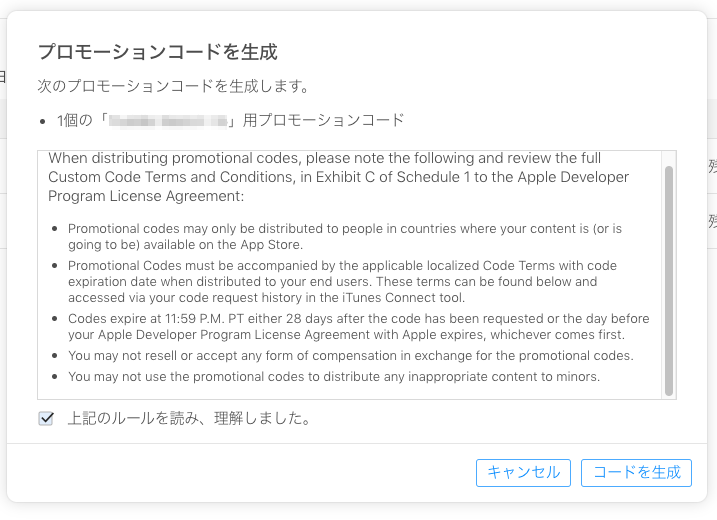 プロモーションコードを生成
次のプロモーションコードを生成します。
• 1個の「 」用プロモーションコード
When distributing promotional codes, please note the following and review the full
Custom Code Terms and Conditions, in Exhibit C of Schedule 1 to the Apple Developer
Program License Agreement:
• Promotional codes may only be distributed to people in countries where your content is (or is
going to be) available on the App Store.
• Promotional Codes must be accompanied by the applicable localized Code Terms with code
expiration date when distributed to your end users. These terms can be found below and
accessed via your code request history in the iTunes Connect tool.
• Codes expire at 11:59 P.M. PT either 28 days after the code has been requested or the day before
your Apple Developer Program License Agreement with Apple expires, whichever comes first.
• You may not resell or accept any form of compensation in exchange for the promotional codes.
• You may not use the promotional codes to distribute any inappropriate content to minors.
上記のルールを読み、理解しました。
キャンセル
コードを生成